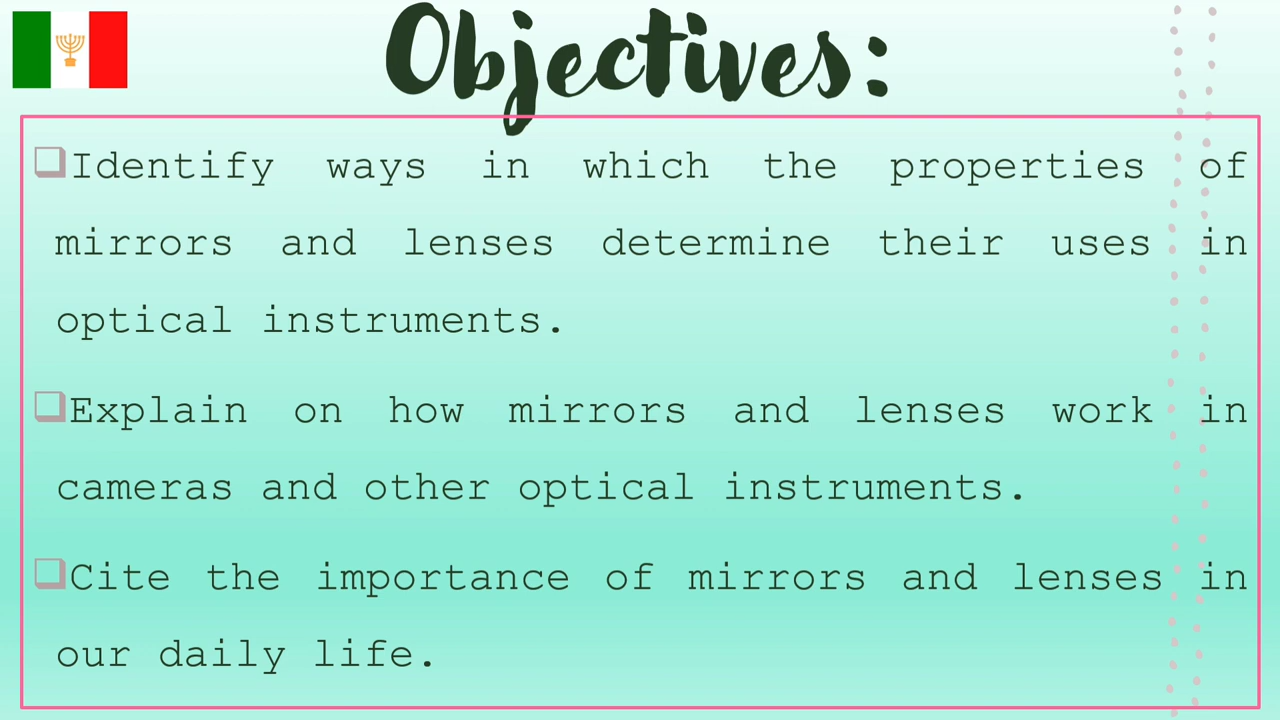 Objectives:
❑Identify ways in which the properties of
mirrors and lenses determine their uses in
optical instruments.
❑Explain on how mirrors and lenses work in
cameras and other optical instruments.
❑Cite the importance of mirrors and lenses in
our daily life.